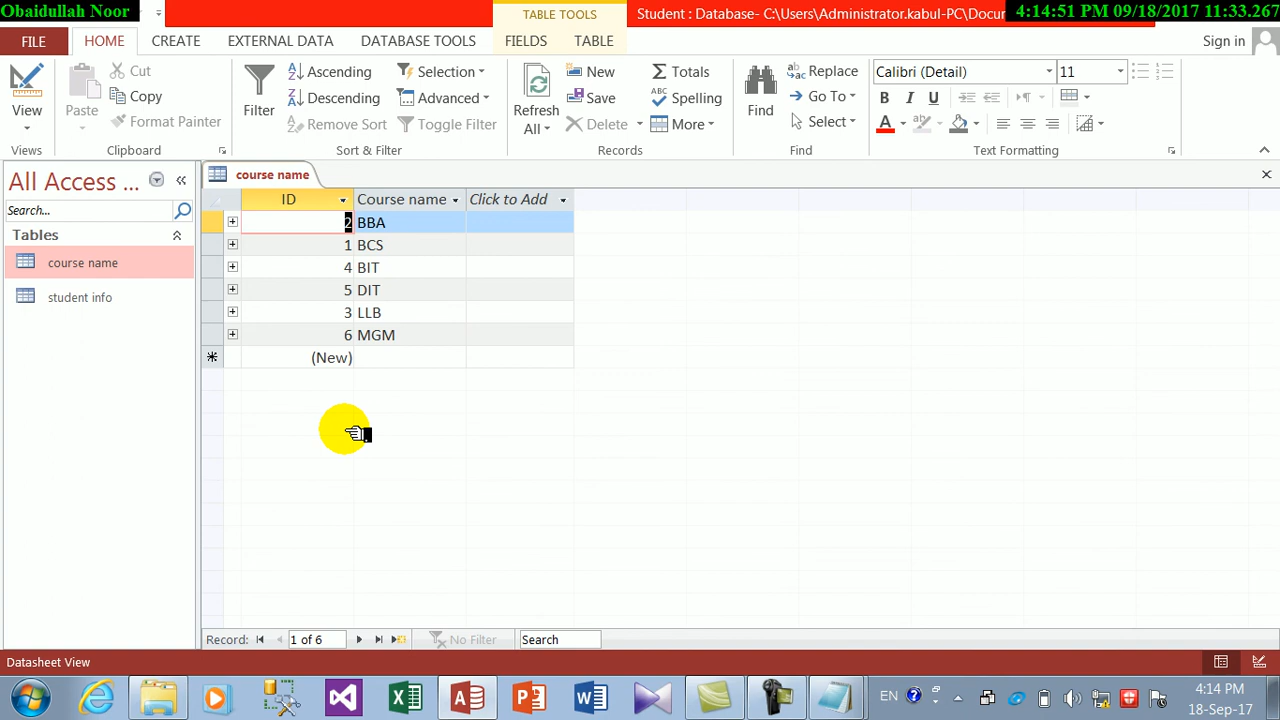 Obaidullah Noor
TABLE TOOLS
Student : Database- C:\Users\Administrator.kabul-PC\Docum
4:14:51 PM 09/18/2017 11:33.267
FILE
HOME
CREATE
EXTERNAL DATA
DATABASE TOOLS
FIELDS
TABLE
Sign in
View
Views
Paste
Cut
Copy
Format Painter
Clipboard
Filter
Ascending
Descending
Remove Sort
Selection
Advanced
Toggle Filter
Sort & Filter
Refresh
All
New
Save
Delete
Totals
Spelling
More
Records
Find
Replace
Go To
Select
Find
Calibri (Detail)
11
B I U
A
Text Formatting
All Access ...
Search...
Tables
course name
student info
course name
ID Course name Click to Add
2 BBA
1 BCS
4 BIT
5 DIT
3 LLB
6 MGM
(New)
Record: 1 of 6 No Filter Search
Datasheet View
EN
4:14 PM
18-Sep-17